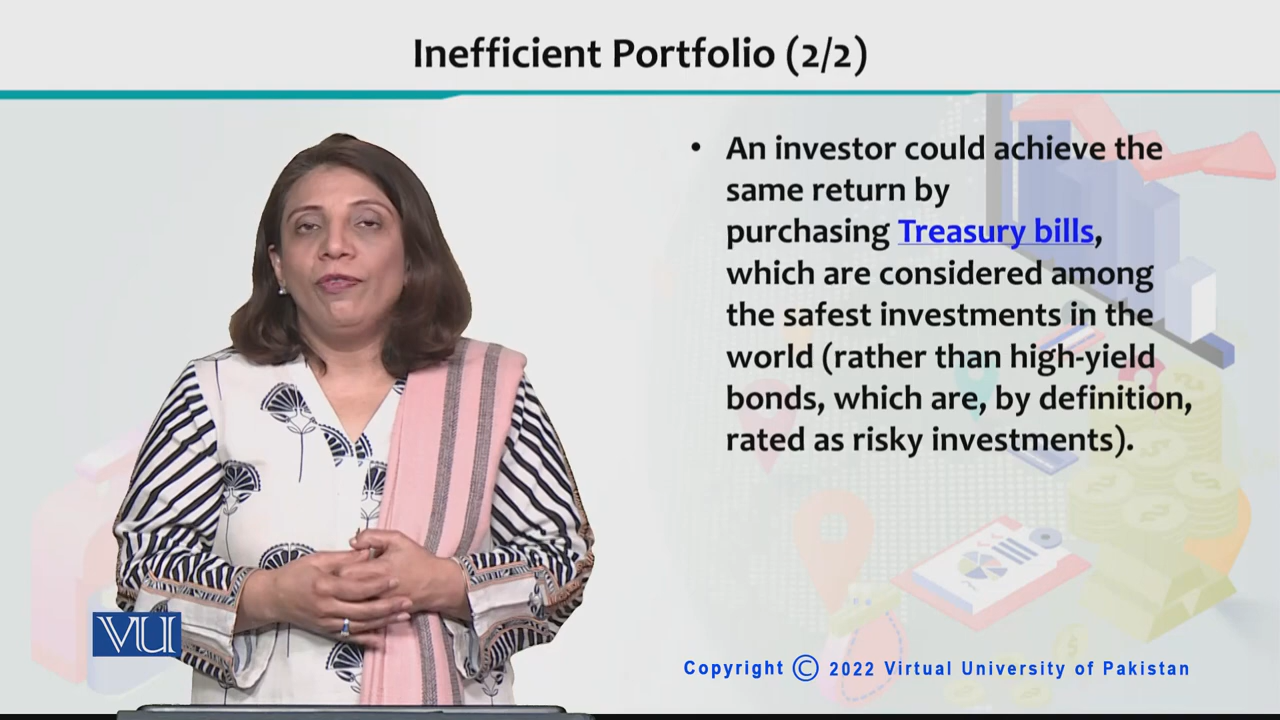 Inefficient Portfolio (2/2)
• An investor could achieve the
same return by
purchasing Treasury bills,
which are considered among
the safest investments in the
world (rather than high-yield
bonds, which are, by definition,
rated as risky investments).
VU
Copyright © 2022 Virtual University of Pakistan